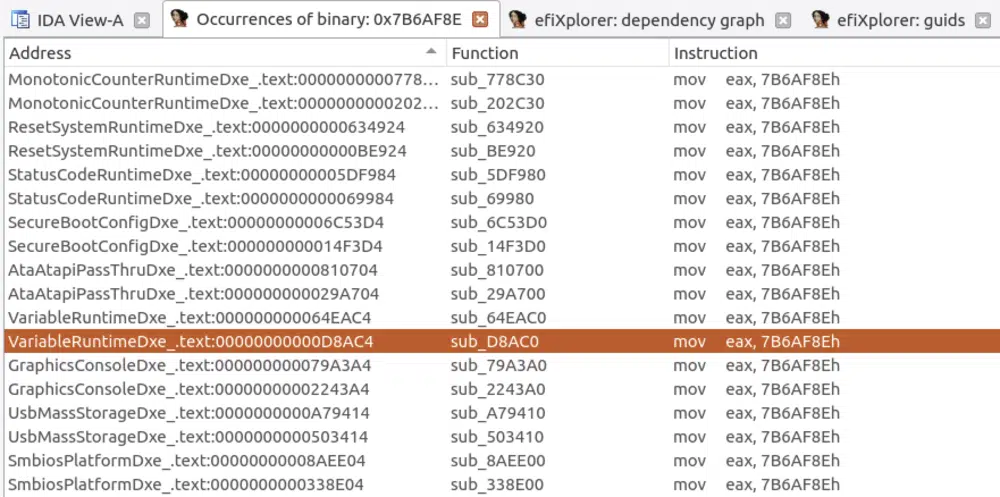 IDA View-A Occurrences of binary: 0x7B6AF8E efiXplorer: dependency graph efiXplorer: guids
Address Function Instruction
MonotonicCounterRuntimeDxe_.text:0000000000778... sub_778C30 mov eax, 7B6AF8Eh
MonotonicCounterRuntimeDxe_.text:0000000000202... sub_202C30 mov eax, 7B6AF8Eh
ResetSystemRuntimeDxe_.text:0000000000634924 sub_634920 mov eax, 7B6AF8Eh
ResetSystemRuntimeDxe_.text:00000000000BE924 sub_BE920 mov eax, 7B6AF8Eh
StatusCodeRuntimeDxe_.text:00000000005DF984 sub_5DF980 mov eax, 7B6AF8Eh
StatusCodeRuntimeDxe_.text:0000000000069984 sub_69980 mov eax, 7B6AF8Eh
SecureBootConfigDxe_.text:00000000006C53D4 sub_6C53D0 mov eax, 7B6AF8Eh
SecureBootConfigDxe_.text:000000000014F3D4 sub_14F3D0 mov eax, 7B6AF8Eh
AtaAtapiPassThruDxe_.text:0000000000810704 sub_810700 mov eax, 7B6AF8Eh
AtaAtapiPassThruDxe_.text:000000000029A704 sub_29A700 mov eax, 7B6AF8Eh
VariableRuntimeDxe_.text:000000000064EAC4 sub_64EAC0 mov eax, 7B6AF8Eh
VariableRuntimeDxe_.text:00000000000D8AC4 sub_D8AC0 mov eax, 7B6AF8Eh
GraphicsConsoleDxe_.text:000000000079A3A4 sub_79A3A0 mov eax, 7B6AF8Eh
GraphicsConsoleDxe_.text:00000000002243A4 sub_2243A0 mov eax, 7B6AF8Eh
UsbMassStorageDxe_.text:0000000000A79414 sub_A79410 mov eax, 7B6AF8Eh
UsbMassStorageDxe_.text:0000000000503414 sub_503410 mov eax, 7B6AF8Eh
SmbiosPlatformDxe_.text:00000000008AEE04 sub_8AEE00 mov eax, 7B6AF8Eh
SmbiosPlatformDxe_.text:0000000000338E04 sub_338E00 mov eax, 7B6AF8Eh